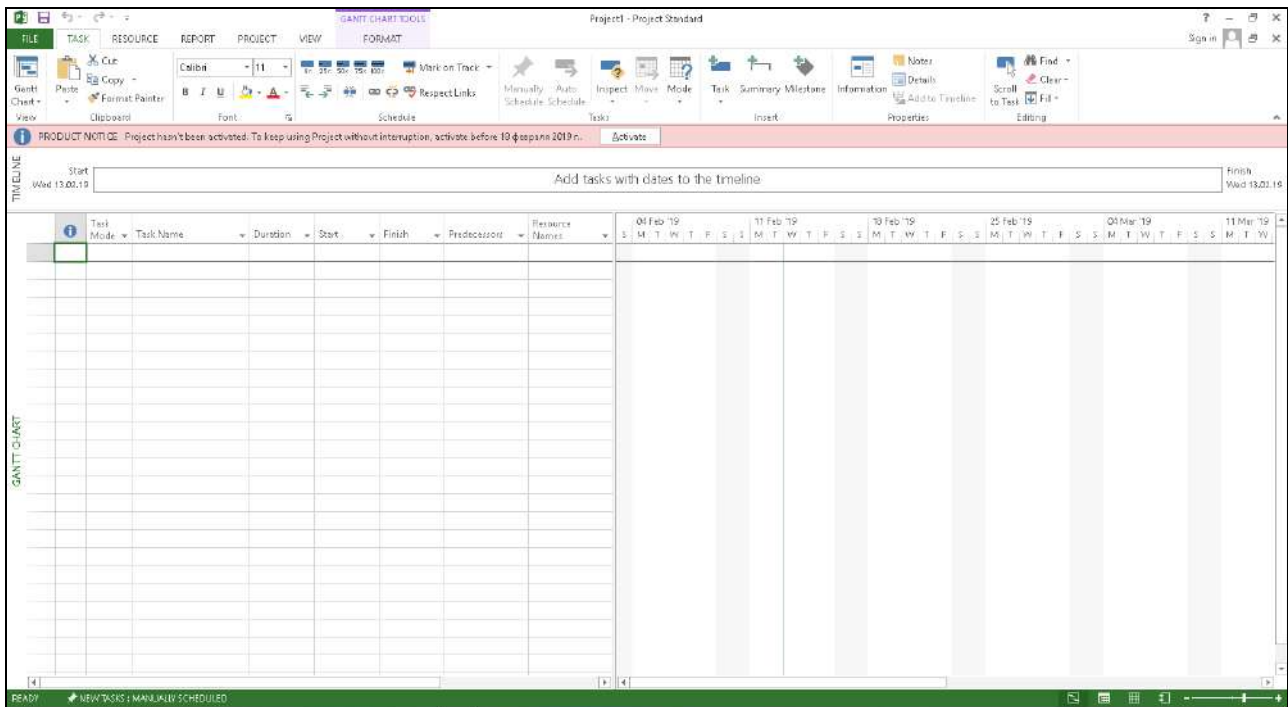 GANTT CHART TOOLS Project1 - Project Standard ?
FILE TASK RESOURCE REPORT PROJECT VIEW FORMAT Sign in
Gantt Chart
View
Paste
Cut
Copy
Format Painter
Clipboard
Calibri 11
B I U A
Font
0% 25% 50% 75% 100%
Mark on Track
Respect Links
Schedule
Manually Schedule
Auto Schedule
Inspect
Move
Mode
Tasks
Task
Summary
Milestone
Insert
Information
Notes
Details
Add to Timeline
Properties
Scroll to Task
Find
Clear
Fill
Editing
PRODUCT NOTICE Project hasn't been activated. To keep using Project without interruption, activate before 18 февраля 2019 г.. Activate
TIMELINE
Start
Wed 13.02.19
Add tasks with dates to the timeline
Finish
Wed 13.02.19
GANTT CHART
Task Mode
Task Name
Duration
Start
Finish
Predecessors
Resource Names
04 Feb '19 11 Feb '19 18 Feb '19 25 Feb '19 04 Mar '19 11 Mar '19
S M T W T F S S M T W T F S S M T W T F S S M T W T F S S M T W T F S S M T W
READY NEW TASKS : MANUALLY SCHEDULED